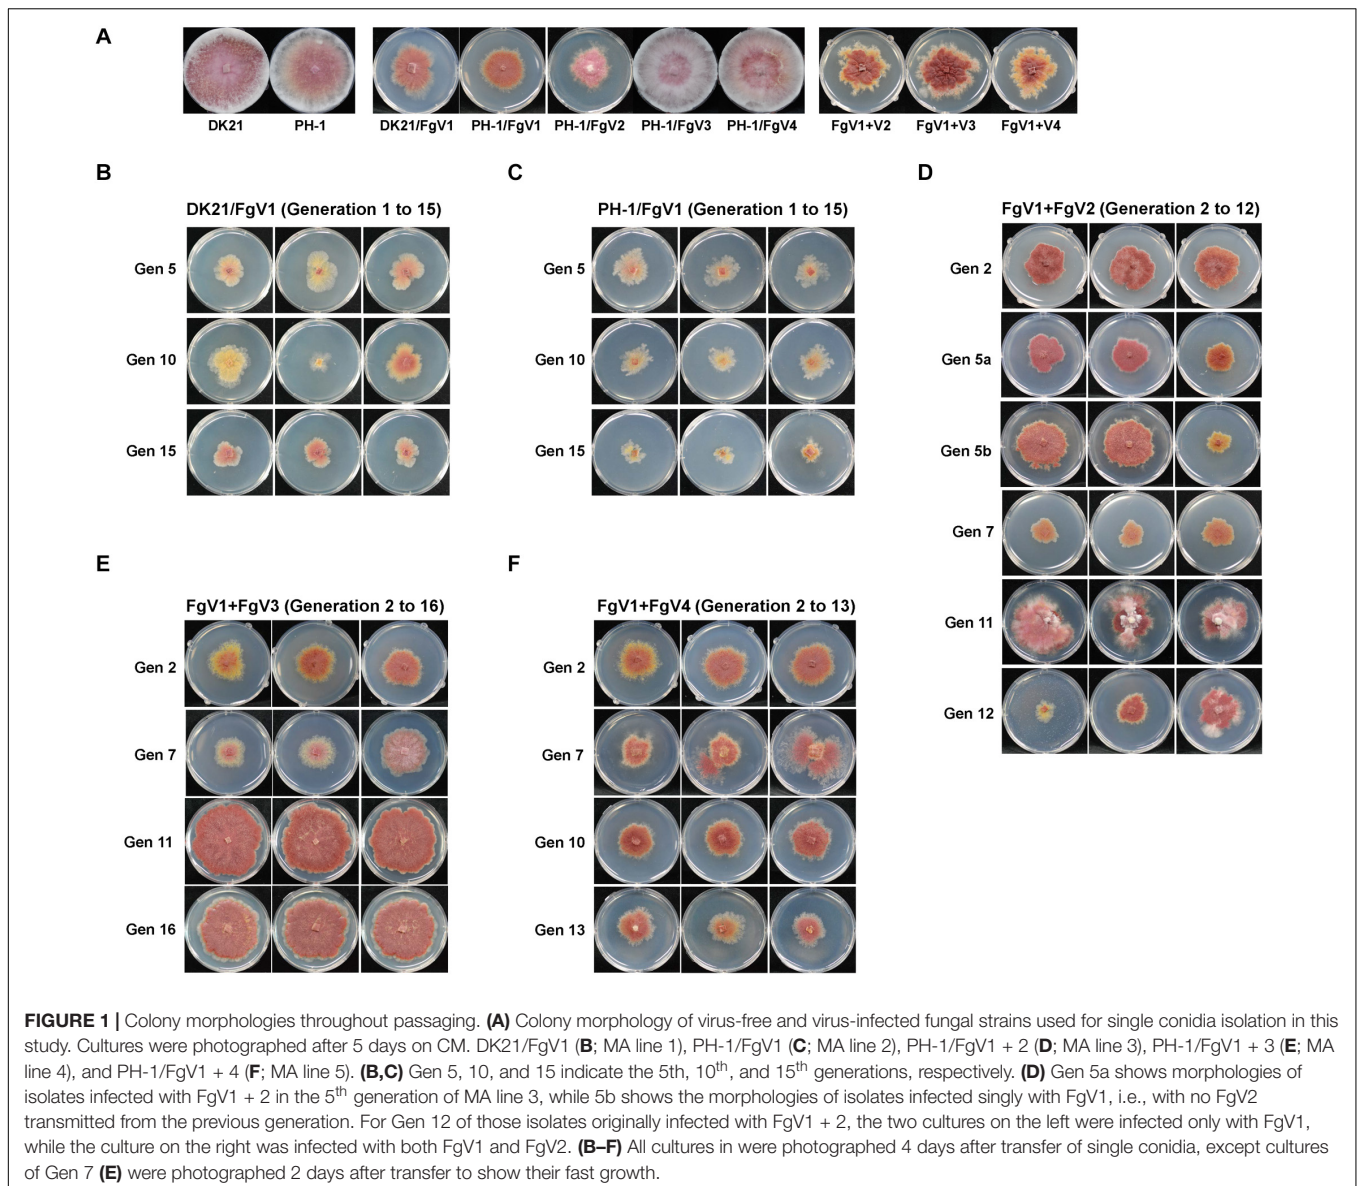 A
DK21 PH-1 DK21/FgV1 PH-1/FgV1 PH-1/FgV2 PH-1/FgV3 PH-1/FgV4 FgV1+V2 FgV1+V3 FgV1+V4
B
DK21/FgV1 (Generation 1 to 15)
Gen 5
Gen 10
Gen 15
C
PH-1/FgV1 (Generation 1 to 15)
Gen 5
Gen 10
Gen 15
D
FgV1+FgV2 (Generation 2 to 12)
Gen 2
Gen 5a
Gen 5b
Gen 7
Gen 11
Gen 12
E
FgV1+FgV3 (Generation 2 to 16)
Gen 2
Gen 7
Gen 11
Gen 16
F
FgV1+FgV4 (Generation 2 to 13)
Gen 2
Gen 7
Gen 10
Gen 13
FIGURE 1 | Colony morphologies throughout passaging. (A) Colony morphology of virus-free and virus-infected fungal strains used for single conidia isolation in this
study. Cultures were photographed after 5 days on CM. DK21/FgV1 (B; MA line 1), PH-1/FgV1 (C; MA line 2), PH-1/FgV1 + 2 (D; MA line 3), PH-1/FgV1 + 3 (E; MA
line 4), and PH-1/FgV1 + 4 (F; MA line 5). (B,C) Gen 5, 10, and 15 indicate the 5th, 10th, and 15th generations, respectively. (D) Gen 5a shows morphologies of
isolates infected with FgV1 + 2 in the 5th generation of MA line 3, while 5b shows the morphologies of isolates infected singly with FgV1, i.e., with no FgV2
transmitted from the previous generation. For Gen 12 of those isolates originally infected with FgV1 + 2, the two cultures on the left were infected only with FgV1,
while the culture on the right was infected with both FgV1 and FgV2. (B–F) All cultures in were photographed 4 days after transfer of single conidia, except cultures
of Gen 7 (E) were photographed 2 days after transfer to show their fast growth.